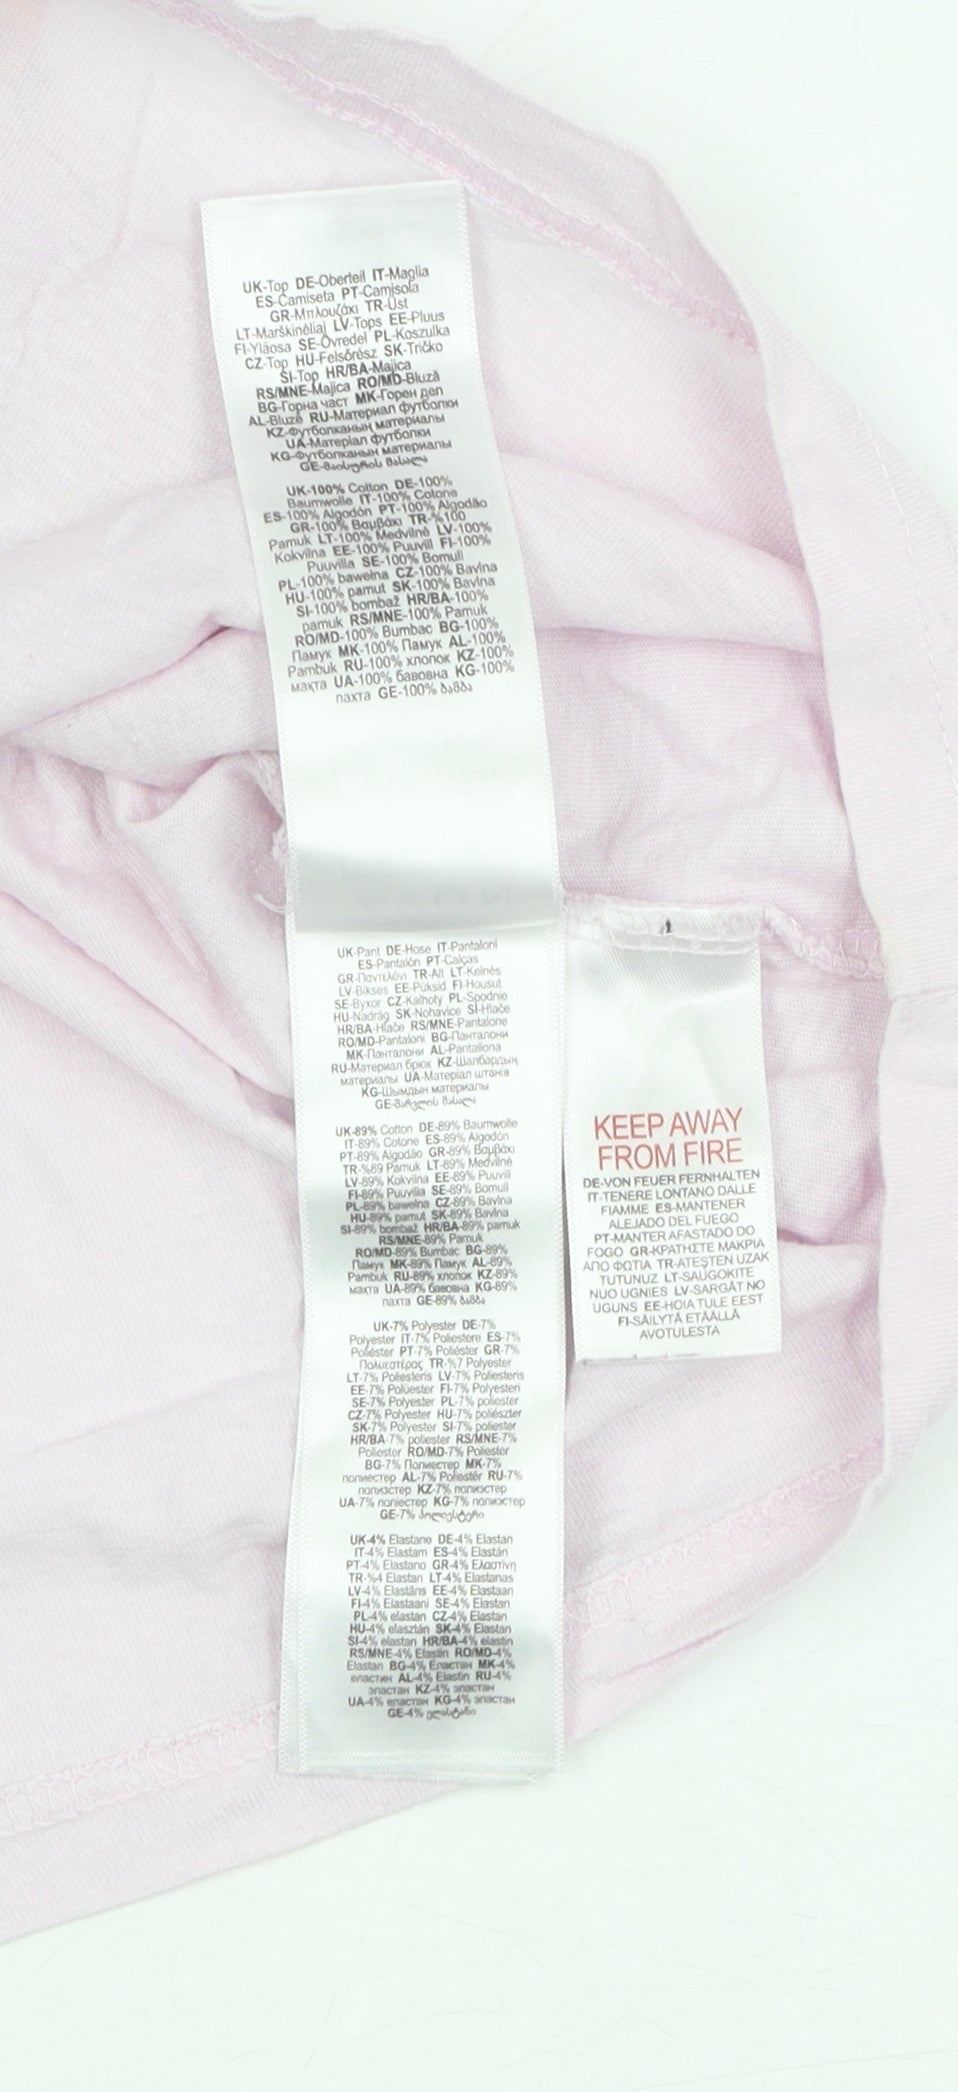 UK-Top DE-Oberteil IT-Maglia
ES-Camiseta PT-Camisola
GR-Μπλουζάκι TR-Üst
LT-Marškinėliai LV-Tops EE-Pluus
FI-Yläosa SE-Överdel PL-Koszulka
CZ-Top HU-Felsőrész SK-Tričko
SI-Top HR/BA-Majica
RS/MNE-Majica RO/MD-Bluză
BG-Горна част МК-Горен дел
AL-Bluzë RU-Материал футболки
KZ-Футболканың материалы
UA-Матеріал футболки
KG-Футболканын материалы
GE-მაისურის მასალა
UK-100% Cotton DE-100%
Baumwolle IT-100% Cotone
ES-100% Algodón PT-100% Algodão
GR-100% Βαμβάκι TR-%100
Pamuk LT-100% Medvilnė LV-100%
Kokvilna EE-100% Puuvill FI-100%
Puuvilla SE-100% Bomull
PL-100% bawełna CZ-100% Bavlna
HU-100% pamut SK-100% Bavlna
SI-100% bombaž HR/BA-100%
pamuk RS/MNE-100% Pamuk
RO/MD-100% Bumbac BG-100%
Памук MK-100% Памук AL-100%
Pambuk RU-100% хлопок KZ-100%
мақта UA-100% бавовна KG-100%
пахта GE-100% ბამბა
UK-Pant DE-Hose IT-Pantaloni
ES-Pantalón PT-Calças
GR-Παντελόνι TR-Alt LT-Kelnės
LV-Bikses EE-Püksid FI-Housut
SE-Byxor CZ-Kalhoty PL-Spodnie
HU-Nadrág SK-Nohavice SI-Hlače
HR/BA-Hlače RS/MNE-Pantalone
RO/MD-Pantaloni BG-Панталони
MK-Панталони AL-Pantallona
RU-Материал брюк KZ-Шалбардың
материалы UA-Матеріал штанів
KG-Шымдын материалы
GE-შარვლის მასალა
UK-89% Cotton DE-89% Baumwolle
IT-89% Cotone ES-89% Algodón
PT-89% Algodão GR-89% Βαμβάκι
TR-%89 Pamuk LT-89% Medvilnė
LV-89% Kokvilna EE-89% Puuvill
FI-89% Puuvilla SE-89% Bomull
PL-89% bawełna CZ-89% Bavlna
HU-89% pamut SK-89% Bavlna
SI-89% bombaž HR/BA-89% pamuk
RS/MNE-89% Pamuk
RO/MD-89% Bumbac BG-89%
Памук MK-89% Памук AL-89%
Pambuk RU-89% хлопок KZ-89%
мақта UA-89% бавовна KG-89%
пахта GE-89% ბამბა
UK-7% Polyester DE-7%
Polyester IT-7% Poliestere ES-7%
Poliéster PT-7% Poliéster GR-7%
Πολυεστέρας TR-%7 Polyester
LT-7% Poliesteris LV-7% Poliesteris
EE-7% Polüester FI-7% Polyesteri
SE-7% Polyester PL-7% poliester
CZ-7% Polyester HU-7% poliészter
SK-7% Polyester SI-7% poliester
HR/BA-7% poliester RS/MNE-7%
Poliester RO/MD-7% Poliester
BG-7% Полиестер MK-7%
полиестер AL-7% Poliestër RU-7%
полиэстер KZ-7% полиэстер
UA-7% поліестер KG-7% полиэстер
GE-7% პოლიესტერი
UK-4% Elastane DE-4% Elastan
IT-4% Elastam ES-4% Elastán
PT-4% Elastano GR-4% Ελαστίνη
TR-%4 Elastan LT-4% Elastanas
LV-4% Elastāns EE-4% Elastaan
FI-4% Elastaani SE-4% Elastan
PL-4% elastan CZ-4% Elastan
HU-4% elasztán SK-4% Elastan
SI-4% elastan HR/BA-4% elastin
RS/MNE-4% Elastin RO/MD-4%
Elastan BG-4% Еластан MK-4%
еластин AL-4% Elastin RU-4%
эластан KZ-4% эластан
UA-4% еластан KG-4% эластан
GE-4% ელასტანი
KEEP AWAY
FROM FIRE
DE-VON FEUER FERNHALTEN
IT-TENERE LONTANO DALLE
FIAMME ES-MANTENER
ALEJADO DEL FUEGO
PT-MANTER AFASTADO DO
FOGO GR-ΚΡΑΤΗΣΤΕ ΜΑΚΡΙΑ
ΑΠΟ ΦΩΤΙΑ TR-ATEŞTEN UZAK
TUTUNUZ LT-SAUGOKITE
NUO UGNIES LV-SARGĀT NO
UGUNS EE-HOIA TULE EEST
FI-SÄILYTÄ ETÄÄLLÄ
AVOTULESTA